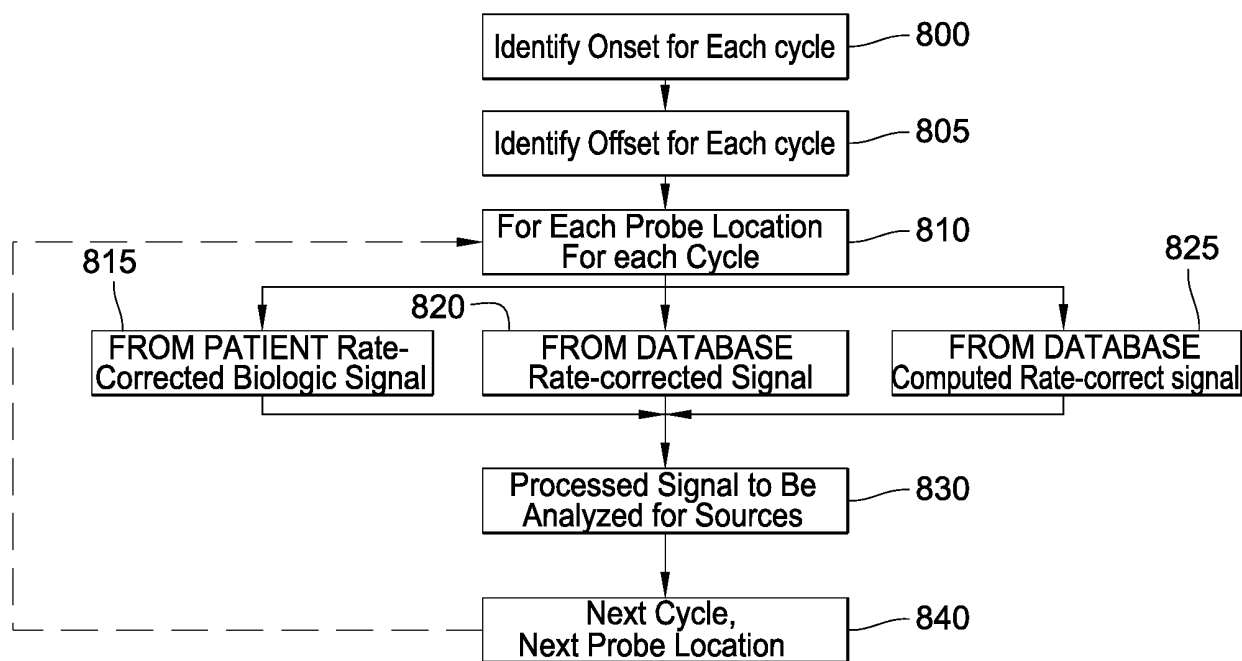 Identify Onset for Each cycle
800
Identify Offset for Each cycle
805
For Each Probe Location
For each Cycle
810
815
820
825
FROM PATIENT Rate-
Corrected Biologic Signal
FROM DATABASE
Rate-corrected Signal
FROM DATABASE
Computed Rate-correct signal
Processed Signal to Be
Analyzed for Sources
830
Next Cycle,
Next Probe Location
840